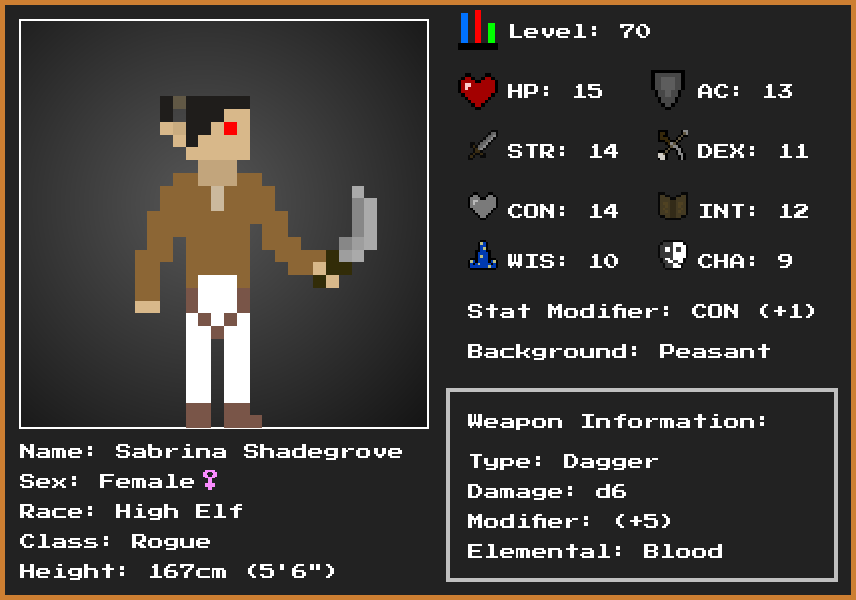 Level: 70
HP: 15 AC: 13
STR: 14 DEX: 11
CON: 14 INT: 12
WIS: 10 CHA: 9
Stat Modifier: CON (+1)
Background: Peasant
Weapon Information:
Type: Dagger
Damage: d6
Modifier: (+5)
Elemental: Blood
Name: Sabrina Shadegrove
Sex: Female♀
Race: High Elf
Class: Rogue
Height: 167cm (5'6")